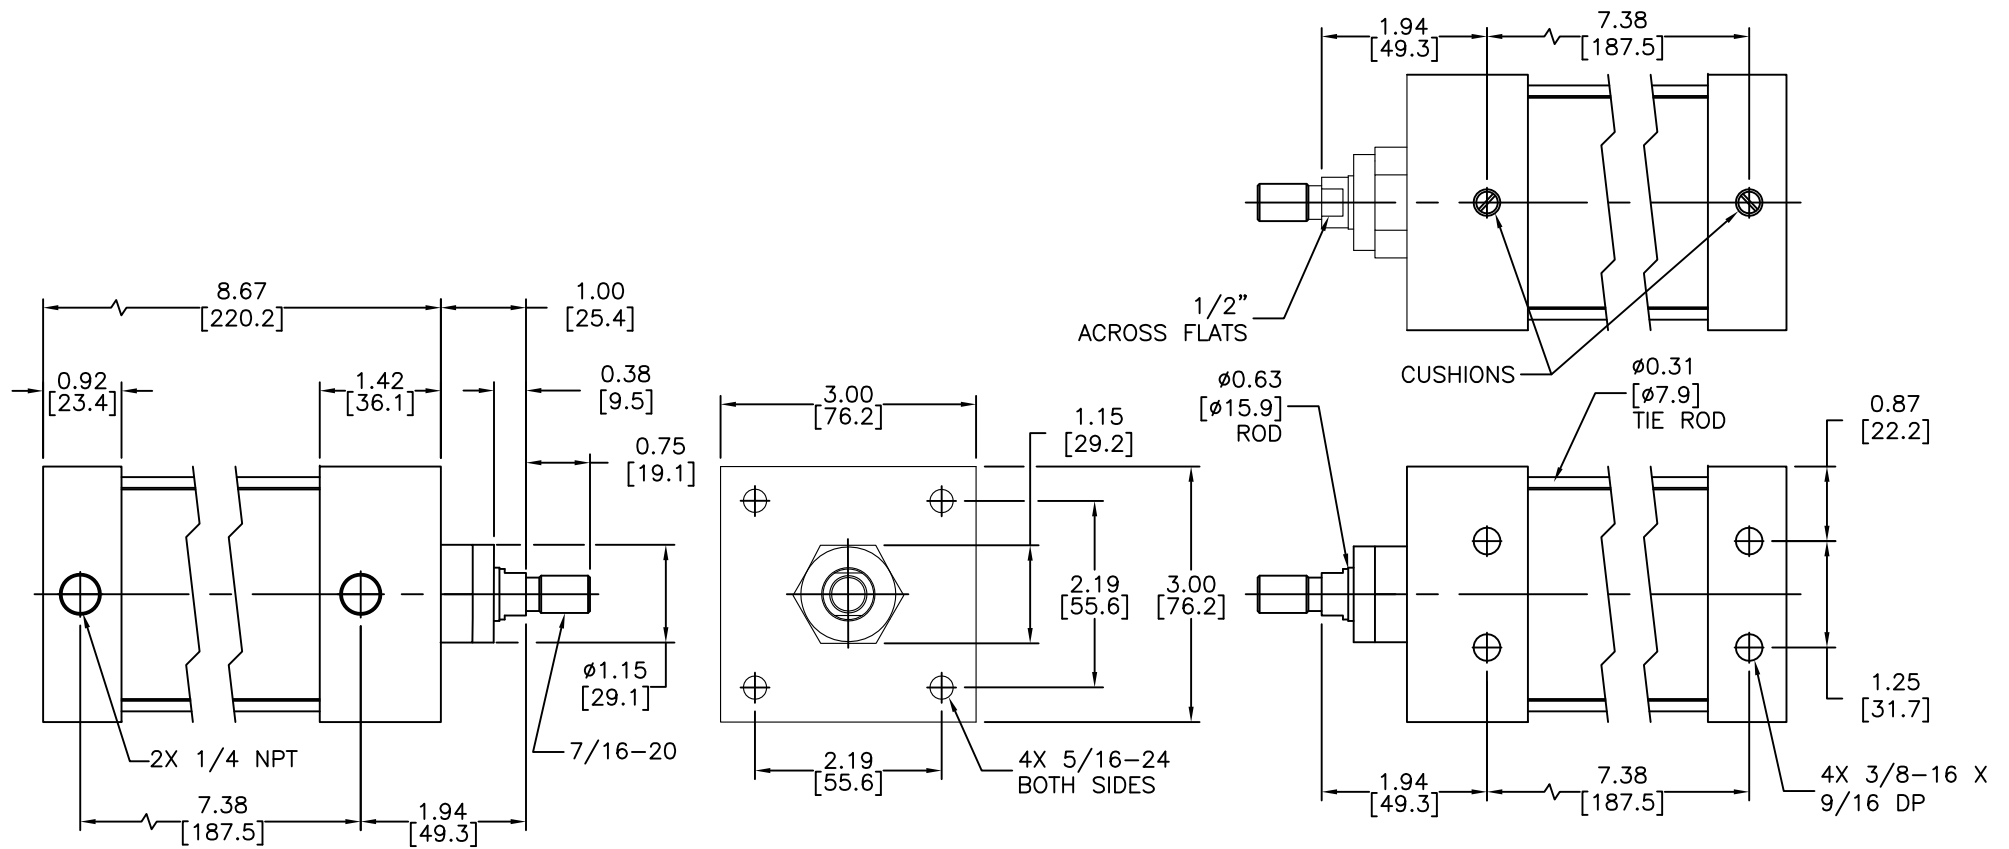 1.94
[49.3]
7.38
[187.5]
1/2”
ACROSS FLATS
CUSHIONS
8.67
[220.2]
1.00
[25.4]
0.92
[23.4]
1.42
[36.1]
0.38
[9.5]
0.75
[19.1]
ø1.15
[29.1]
7/16-20
2X 1/4 NPT
7.38
[187.5]
1.94
[49.3]
3.00
[76.2]
1.15
[29.2]
2.19
[55.6]
3.00
[76.2]
2.19
[55.6]
4X 5/16-24
BOTH SIDES
ø0.63
[ø15.9]
ROD
ø0.31
[ø7.9]
TIE ROD
0.87
[22.2]
1.25
[31.7]
1.94
[49.3]
7.38
[187.5]
4X 3/8-16 X
9/16 DP